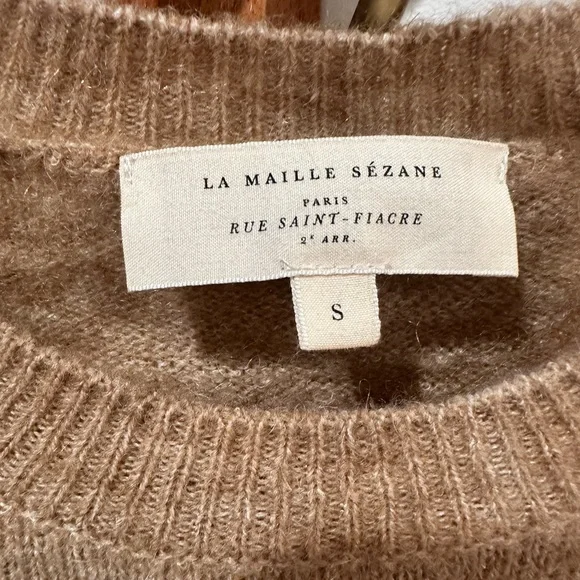 LA MAILLE SÉZANE
PARIS
RUE SAINT-FIACRE
2E ARR.
S